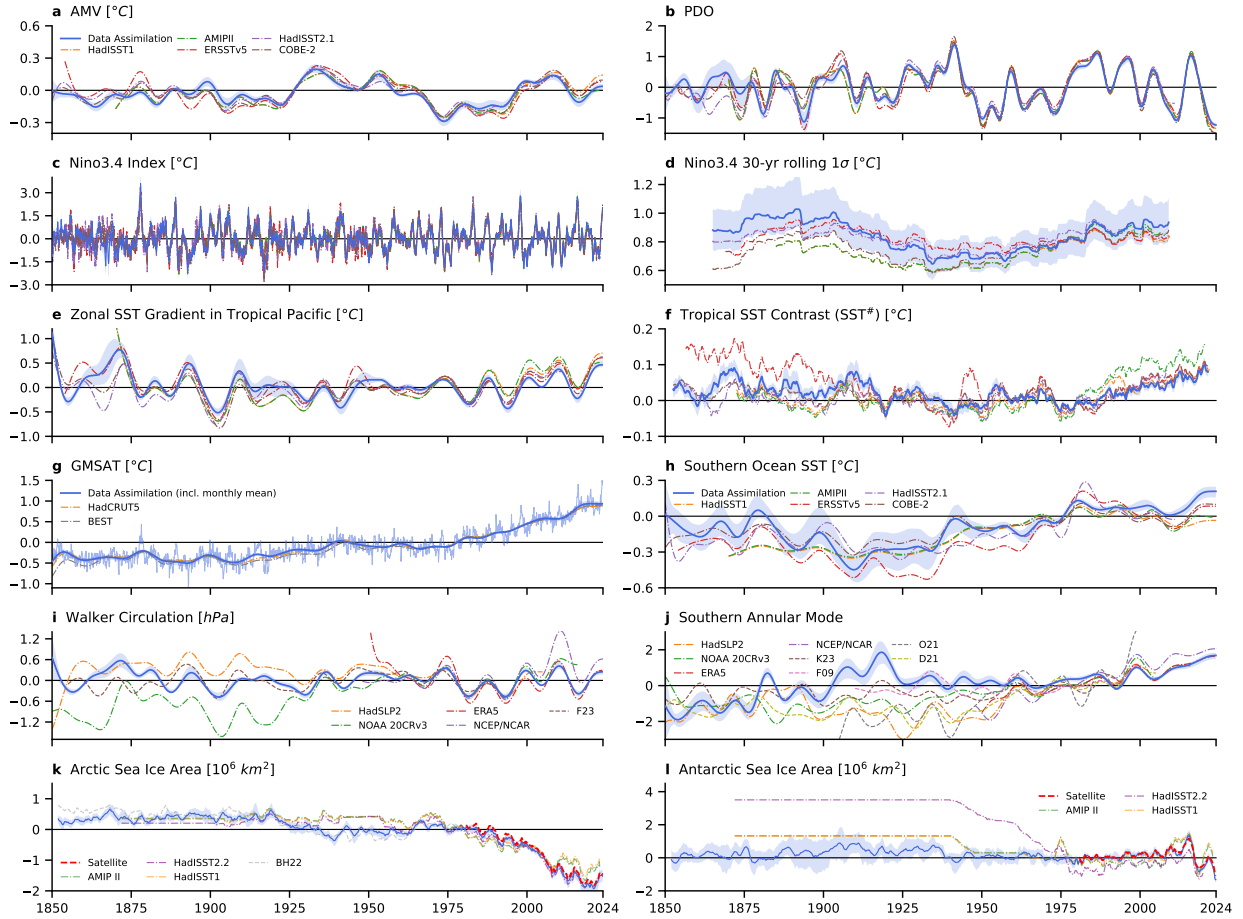 a AMV [°C]
0.6
0.3
0.0
−0.3
Data Assimilation
HadISST1
AMIPII
ERSSTv5
HadISST2.1
COBE-2
b PDO
2
1
0
−1
c Nino3.4 Index [°C]
3.0
1.5
0.0
−1.5
−3.0
d Nino3.4 30-yr rolling 1σ [°C]
1.2
1.0
0.8
0.6
e Zonal SST Gradient in Tropical Pacific [°C]
1.0
0.5
0.0
−0.5
−1.0
f Tropical SST Contrast (SST#) [°C]
0.2
0.1
0.0
−0.1
g GMSAT [°C]
1.5
1.0
0.5
0.0
−0.5
−1.0
Data Assimilation (incl. monthly mean)
HadCRUT5
BEST
h Southern Ocean SST [°C]
0.3
0.0
−0.3
−0.6
Data Assimilation
HadISST1
AMIPII
ERSSTv5
HadISST2.1
COBE-2
i Walker Circulation [hPa]
1.2
0.6
0.0
−0.6
−1.2
HadSLP2
NOAA 20CRv3
ERA5
NCEP/NCAR
F23
j Southern Annular Mode
2
0
−2
HadSLP2
NOAA 20CRv3
ERA5
NCEP/NCAR
K23
F09
O21
D21
k Arctic Sea Ice Area [10⁶ km²]
1
0
−1
−2
Satellite
AMIP II
HadISST2.2
HadISST1
BH22
1850
1875
1900
1925
1950
1975
2000
2024
l Antarctic Sea Ice Area [10⁶ km²]
4
2
0
−2
Satellite
AMIP II
HadISST2.2
HadISST1
1850
1875
1900
1925
1950
1975
2000
2024